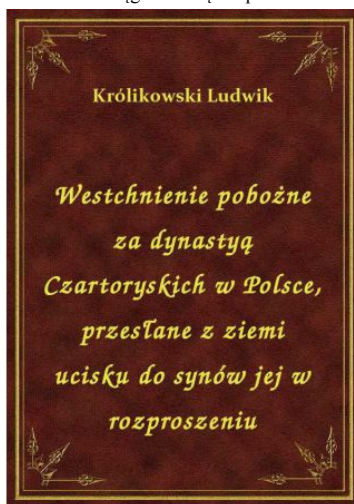 Królikowski Ludwik
Westchnienie pobożne
za dynastyą
Czartoryskich w Polsce,
przesłane z ziemi
ucisku do synów jej w
rozproszeniu